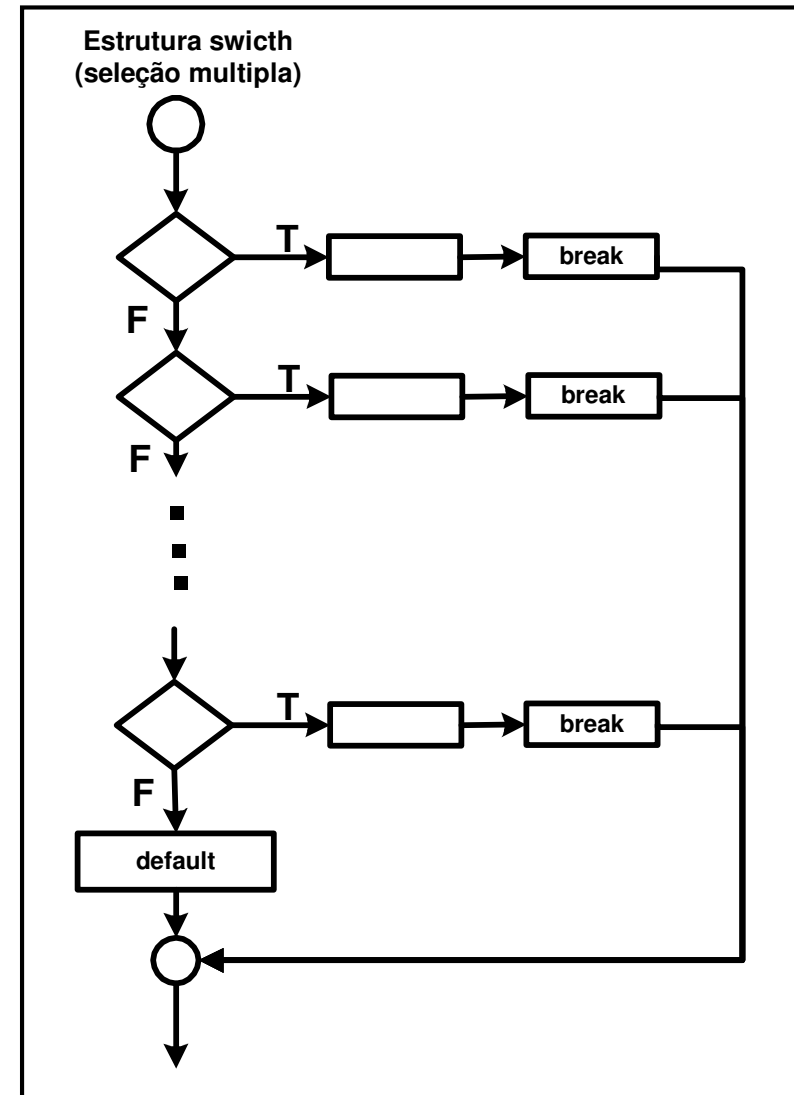 Estrutura swicth
(seleção multipla)
T
break
F
T
break
F
T
break
F
default